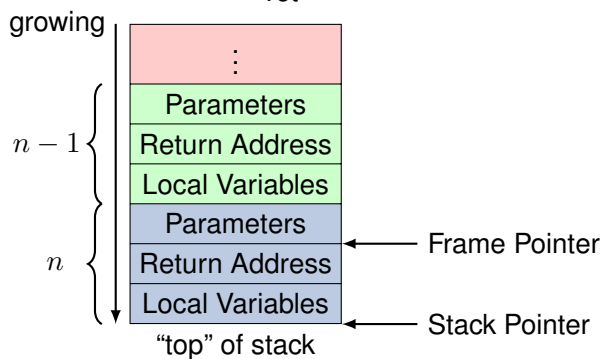 growing
⋮
Parameters
n − 1
Return Address
Local Variables
Parameters
Frame Pointer
n
Return Address
Local Variables
Stack Pointer
“top” of stack